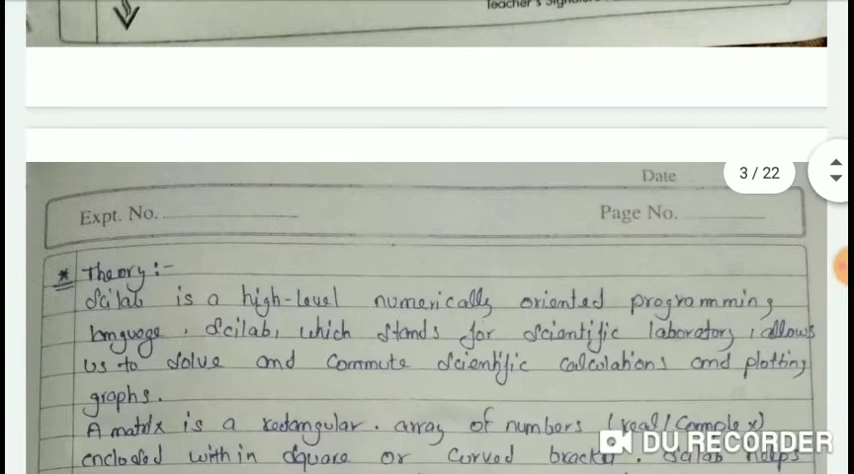 Teacher's
Date
3 / 22
Expt. No.
Page No.
* Theory :-
Scilab is a high-level numerically oriented programming
language. Scilab, which stands for scientific laboratory, allows
us to solve and commute scientific calculations and plotting
graphs.
A matrix is a rectangular. array of numbers (real/Complex)
enclosed within square or curved bracket. Scilab helps
DU RECORDER